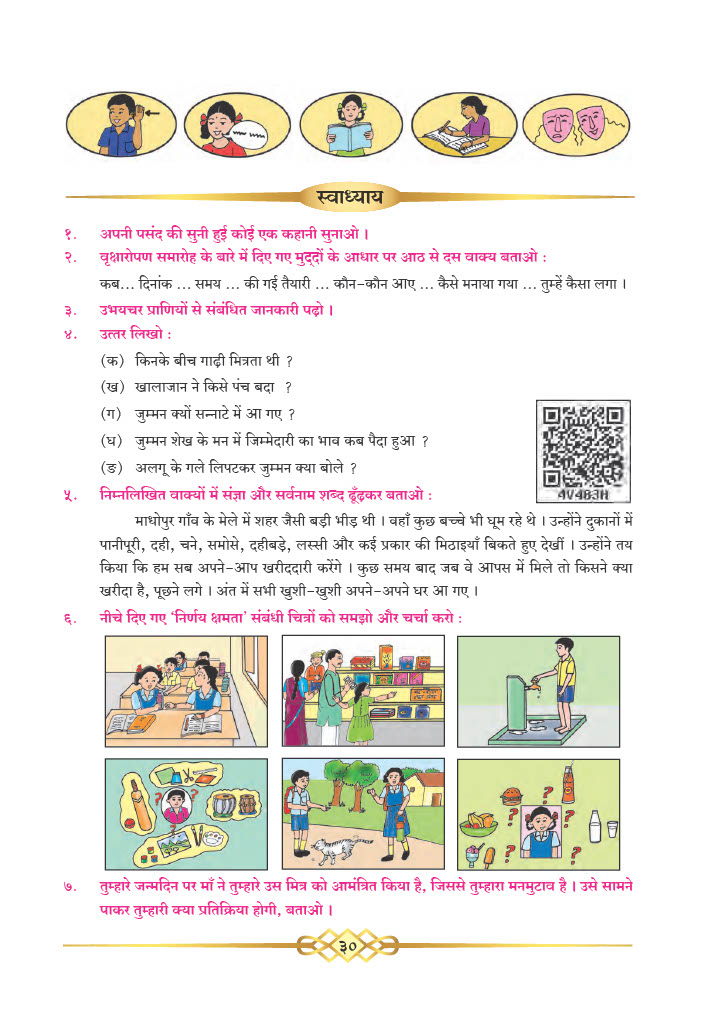 स्वाध्याय
१. अपनी पसंद की सुनी हुई कोई एक कहानी सुनाओ ।
२. वृक्षारोपण समारोह के बारे में दिए गए मुद्‌दों के आधार पर आठ से दस वाक्य बताओ :
कब... दिनांक ... समय ... की गई तैयारी ... कौन-कौन आए ... कैसे मनाया गया ... तुम्हें कैसा लगा ।
३. उभयचर प्राणियों से संबंधित जानकारी पढ़ो ।
४. उत्तर लिखो :
(क) किनके बीच गाढ़ी मित्रता थी ?
(ख) खालाजान ने किसे पंच बदा ?
(ग) जुम्मन क्यों सन्नाटे में आ गए ?
(घ) जुम्मन शेख के मन में जिम्मेदारी का भाव कब पैदा हुआ ?
(ङ) अलगू के गले लिपटकर जुम्मन क्या बोले ?
4V483H
५. निम्नलिखित वाक्यों में संज्ञा और सर्वनाम शब्द ढूँढ़कर बताओ :
माधोपुर गाँव के मेले में शहर जैसी बड़ी भीड़ थी । वहाँ कुछ बच्चे भी घूम रहे थे । उन्होंने दुकानों में
पानीपूरी, दही, चने, समोसे, दहीबड़े, लस्सी और कई प्रकार की मिठाइयाँ बिकते हुए देखीं । उन्होंने तय
किया कि हम सब अपने-आप खरीददारी करेंगे । कुछ समय बाद जब वे आपस में मिले तो किसने क्या
खरीदा है, पूछने लगे । अंत में सभी खुशी-खुशी अपने-अपने घर आ गए ।
६. नीचे दिए गए ‘निर्णय क्षमता’ संबंधी चित्रों को समझो और चर्चा करो :
७. तुम्हारे जन्मदिन पर माँ ने तुम्हारे उस मित्र को आमंत्रित किया है, जिससे तुम्हारा मनमुटाव है । उसे सामने
पाकर तुम्हारी क्या प्रतिक्रिया होगी, बताओ ।
३०